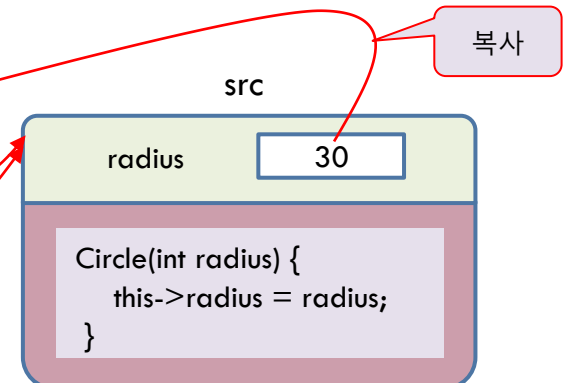 복사
src
radius 30
Circle(int radius) {
this->radius = radius;
}